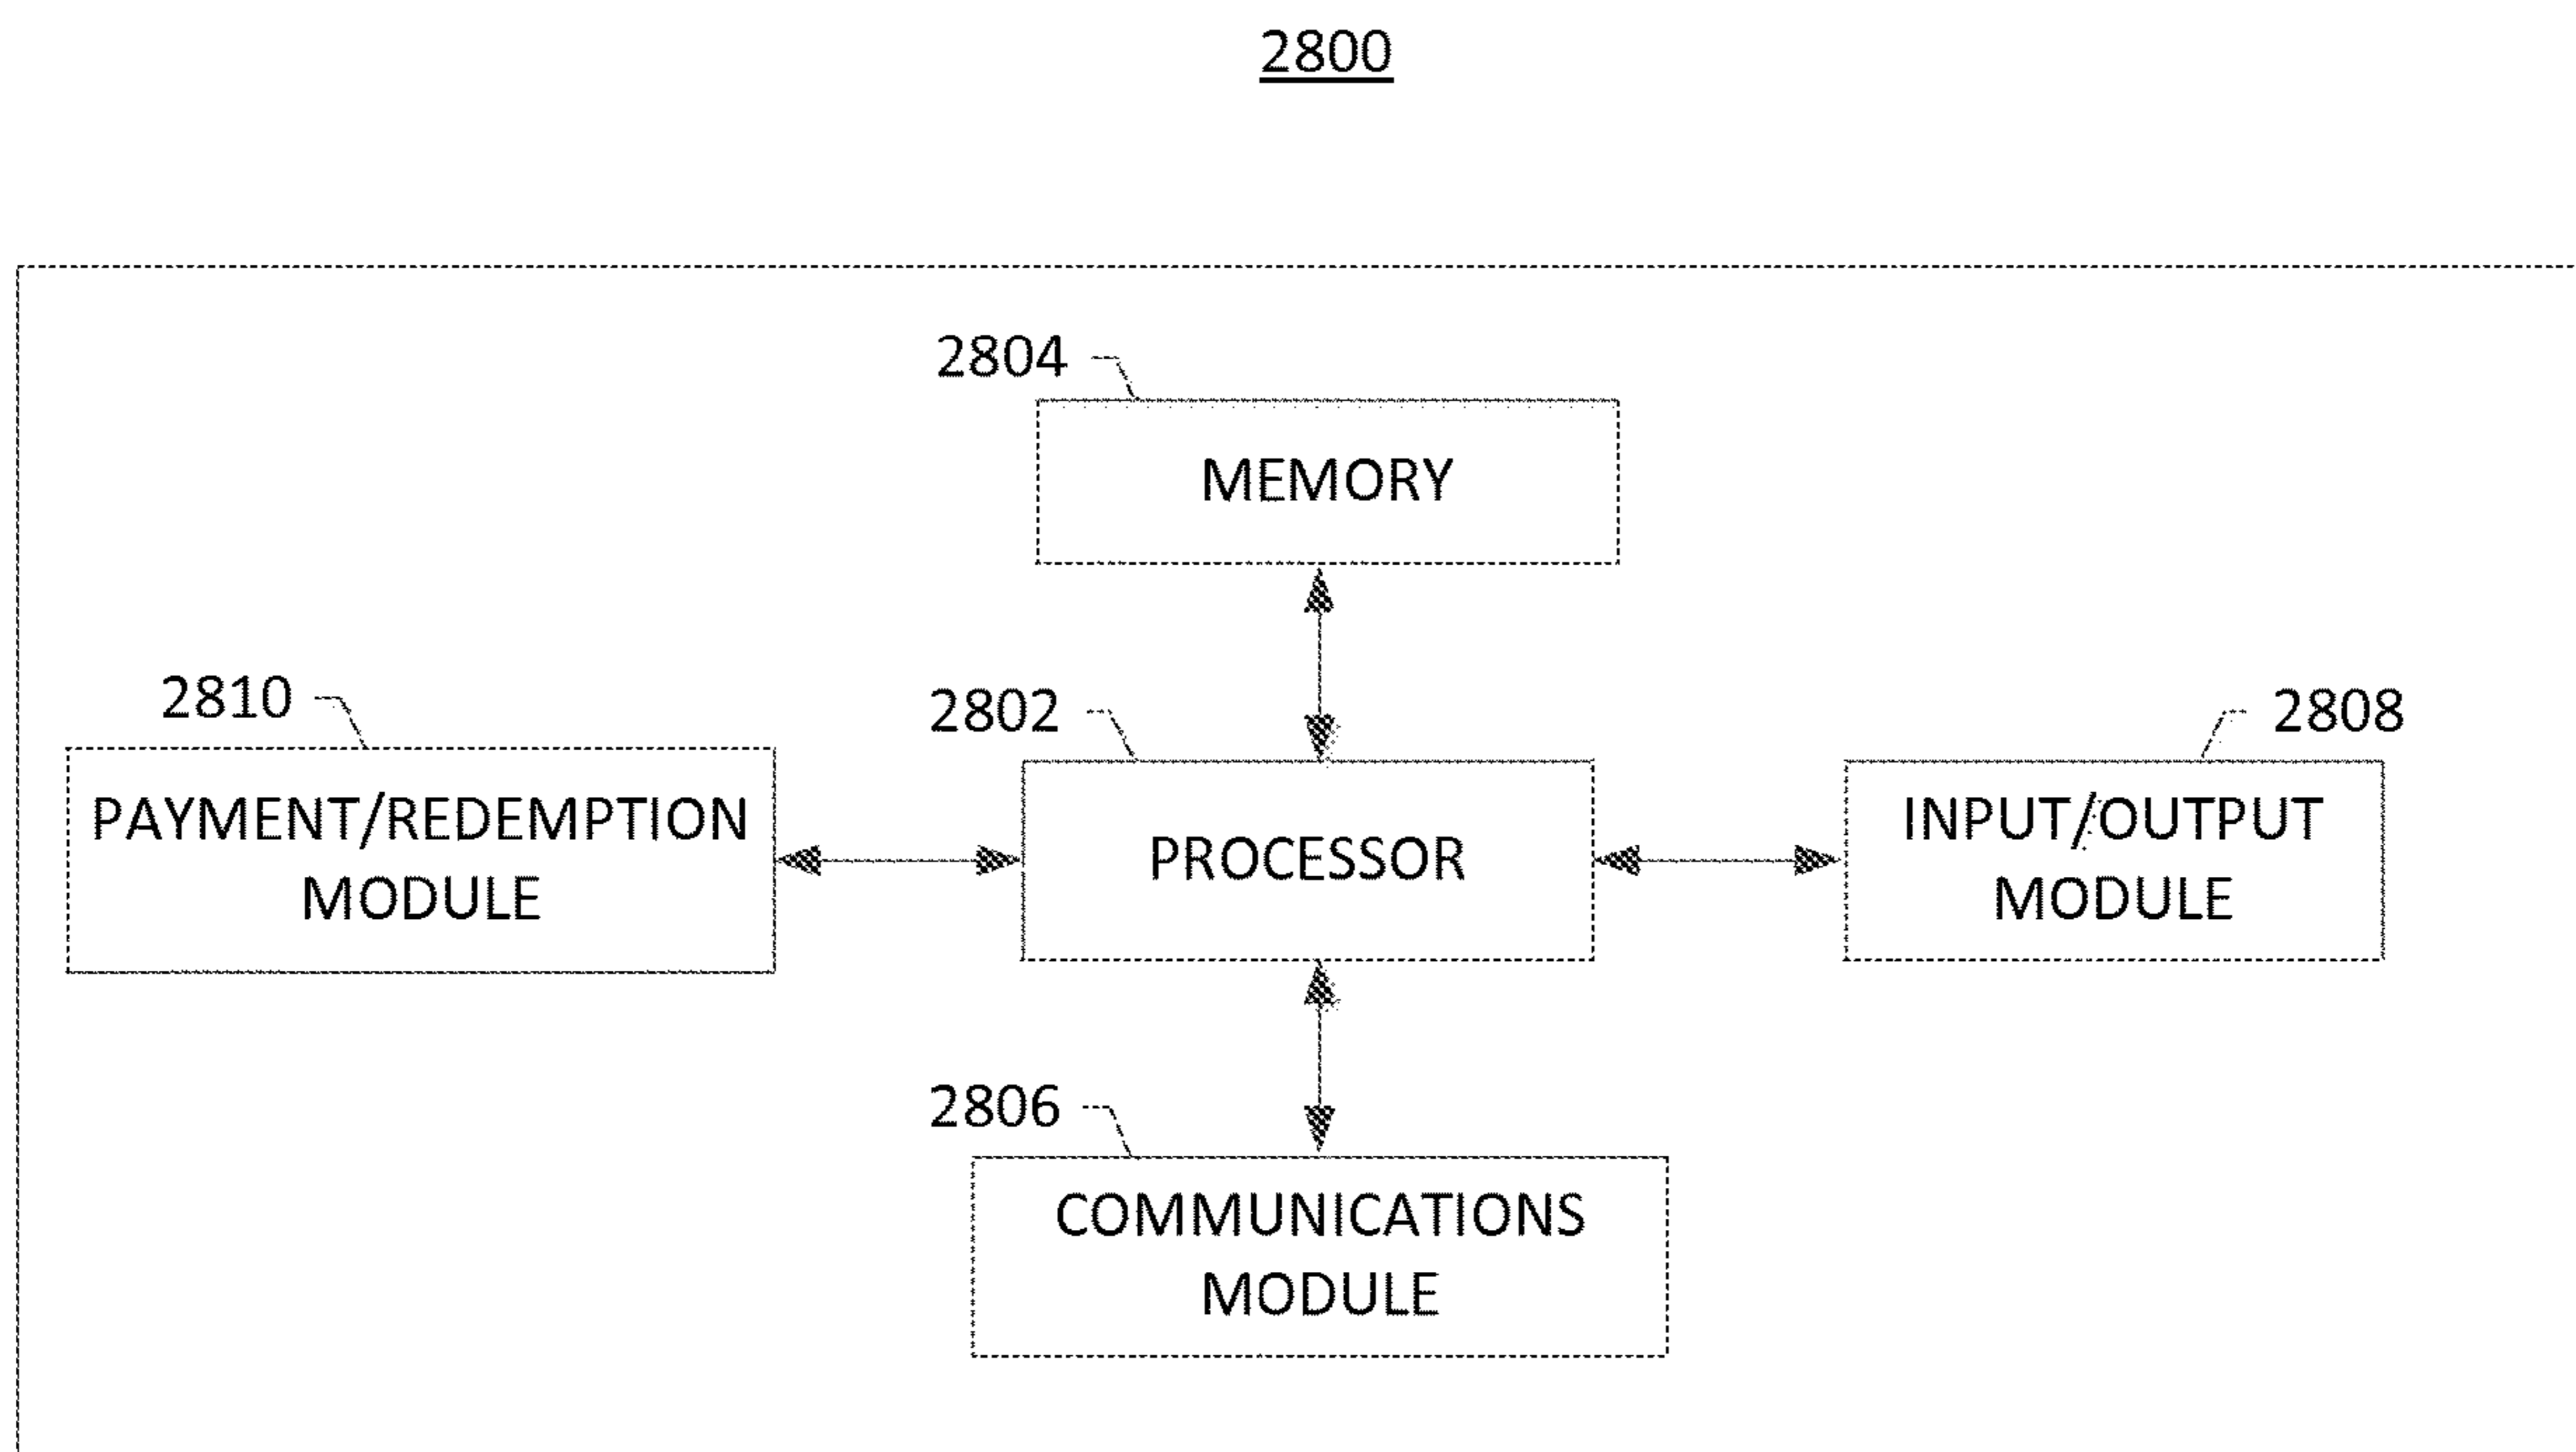 2800
2804
MEMORY
2810
2802
2808
PAYMENT/REDEMPTION
MODULE
PROCESSOR
INPUT/OUTPUT
MODULE
2806
COMMUNICATIONS
MODULE